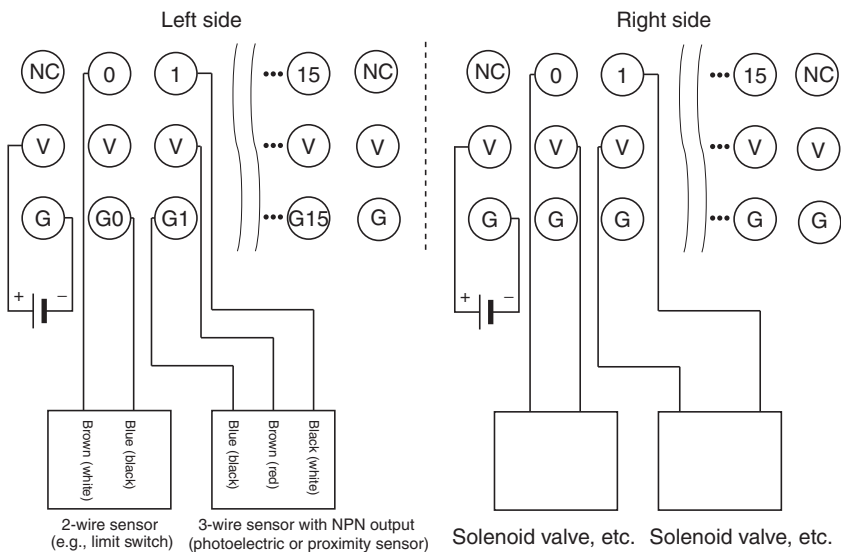 Left side
Right side
NC 0 1 ••• 15 NC
NC 0 1 ••• 15 NC
V V V ••• V V
V V V ••• V V
G G0 G1 ••• G15 G
G G G ••• G G
+ −
+ −
Brown (white)
Blue (black)
Blue (black)
Brown (red)
Black (white)
2-wire sensor
(e.g., limit switch)
3-wire sensor with NPN output
(photoelectric or proximity sensor)
Solenoid valve, etc.
Solenoid valve, etc.